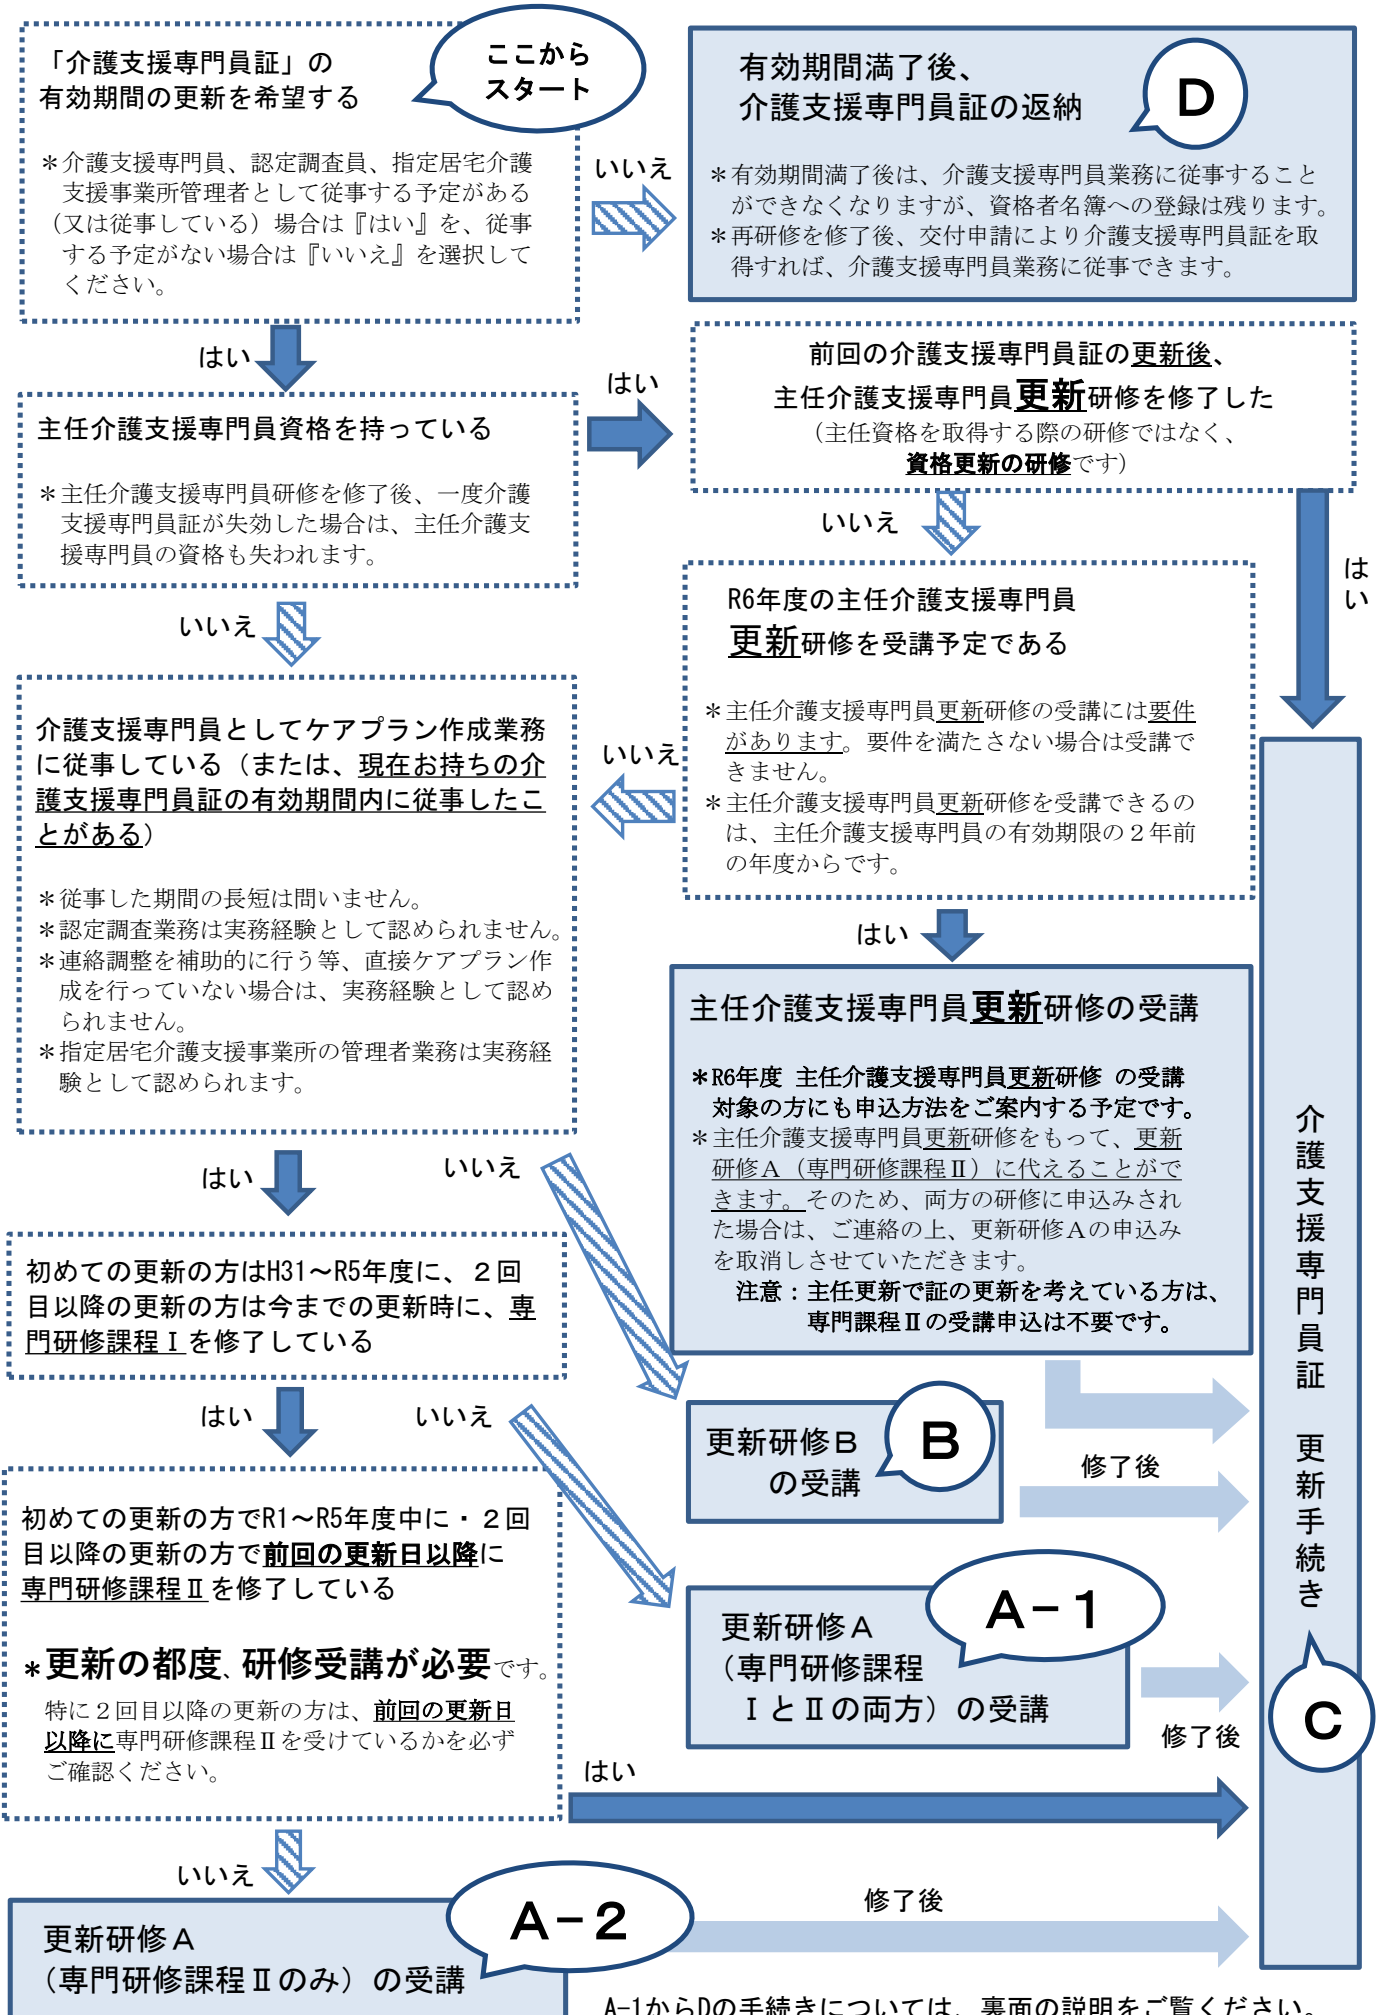 「介護支援専門員証」の
有効期間の更新を希望する
ここから
スタート
＊介護支援専門員、認定調査員、指定居宅介護
支援事業所管理者として従事する予定がある
（又は従事している）場合は『はい』を、従事
する予定がない場合は『いいえ』を選択して
ください。
いいえ
有効期間満了後、
介護支援専門員証の返納
D
＊有効期間満了後は、介護支援専門員業務に従事すること
ができなくなりますが、資格者名簿への登録は残ります。
＊再研修を修了後、交付申請により介護支援専門員証を取
得すれば、介護支援専門員業務に従事できます。
はい
主任介護支援専門員資格を持っている
＊主任介護支援専門員研修を修了後、一度介護
支援専門員証が失効した場合は、主任介護支
援専門員の資格も失われます。
はい
前回の介護支援専門員証の更新後、
主任介護支援専門員更新研修を修了した
（主任資格を取得する際の研修ではなく、
資格更新の研修です）
いいえ
はい
R6年度の主任介護支援専門員
更新研修を受講予定である
＊主任介護支援専門員更新研修の受講には要件
があります。要件を満たさない場合は受講で
きません。
＊主任介護支援専門員更新研修を受講できるの
は、主任介護支援専門員の有効期限の２年前
の年度からです。
いいえ
いいえ
介護支援専門員としてケアプラン作成業務
に従事している（または、現在お持ちの介
護支援専門員証の有効期間内に従事したこ
とがある）
＊従事した期間の長短は問いません。
＊認定調査業務は実務経験として認められません。
＊連絡調整を補助的に行う等、直接ケアプラン作
成を行っていない場合は、実務経験として認め
られません。
＊指定居宅介護支援事業所の管理者業務は実務経
験として認められます。
はい
主任介護支援専門員更新研修の受講
＊R6年度 主任介護支援専門員更新研修 の受講
対象の方にも申込方法をご案内する予定です。
＊主任介護支援専門員更新研修をもって、更新
研修Ａ（専門研修課程Ⅱ）に代えることがで
きます。そのため、両方の研修に申込みされ
た場合は、ご連絡の上、更新研修Ａの申込み
を取消しさせていただきます。
注意：主任更新で証の更新を考えている方は、
専門課程Ⅱの受講申込は不要です。
はい
いいえ
初めての更新の方はH31～R5年度に、２回
目以降の更新の方は今までの更新時に、専
門研修課程Ⅰを修了している
はい
いいえ
更新研修Ｂ
の受講
B
修了後
初めての更新の方でR1～R5年度中に・２回
目以降の更新の方で前回の更新日以降に
専門研修課程Ⅱを修了している
＊更新の都度、研修受講が必要です。
特に２回目以降の更新の方は、前回の更新日
以降に専門研修課程Ⅱを受けているかを必ず
ご確認ください。
更新研修Ａ
（専門研修課程
ⅠとⅡの両方）の受講
A-1
修了後
はい
いいえ
更新研修Ａ
（専門研修課程Ⅱのみ）の受講
A-2
修了後
介護支援専門員証　更新手続き
C
A-1からDの手続きについては、裏面の説明をご覧ください。